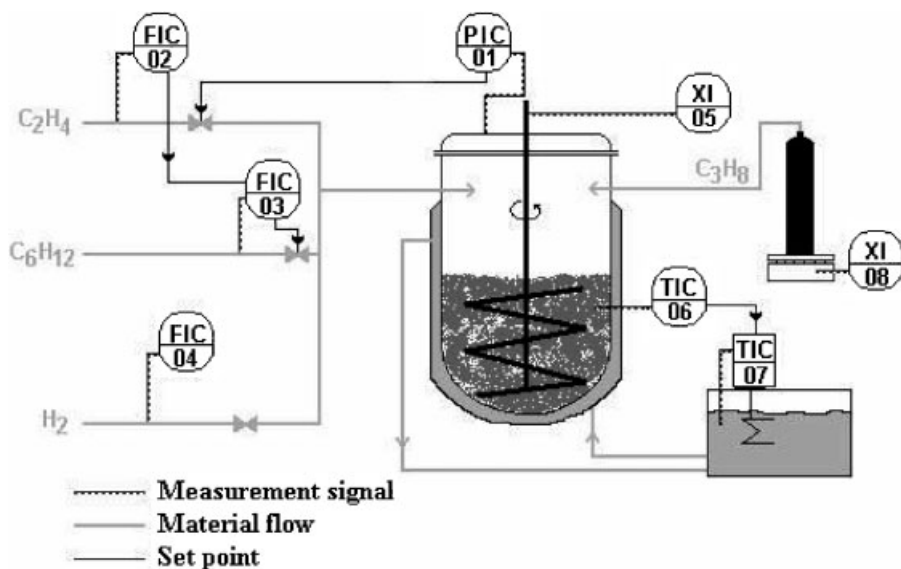 FIC
02
PIC
01
XI
05
C₂H₄
C₃H₈
FIC
03
C₆H₁₂
XI
08
TIC
06
FIC
04
TIC
07
H₂
Measurement signal
Material flow
Set point